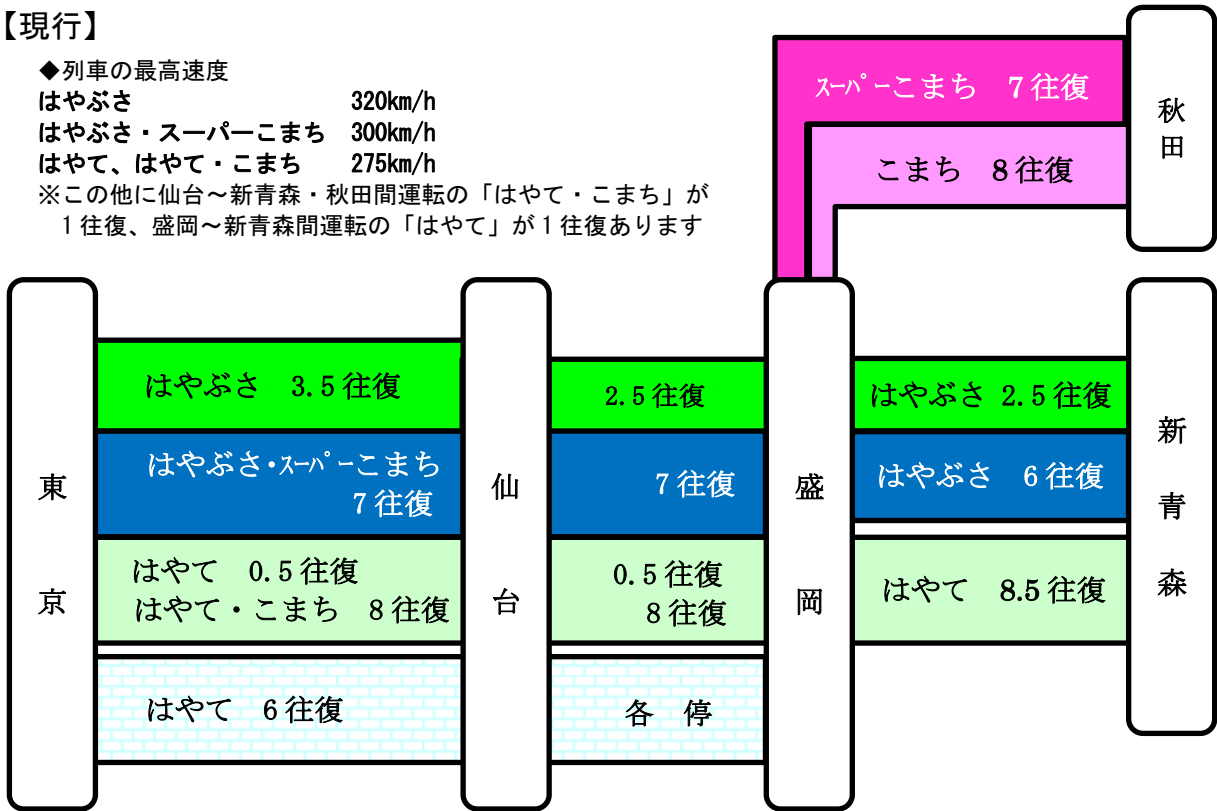 【現行】
◆列車の最高速度
はやぶさ 320km/h
はやぶさ・スーパーこまち 300km/h
はやて、はやて・こまち 275km/h
※この他に仙台～新青森・秋田間運転の「はやて・こまち」が
1往復、盛岡～新青森間運転の「はやて」が1往復あります
ｽｰﾊﾟｰこまち 7往復
こまち 8往復
秋田
東京
はやぶさ 3.5往復
はやぶさ・ｽｰﾊﾟｰこまち
7往復
はやて 0.5往復
はやて・こまち 8往復
はやて 6往復
仙台
2.5往復
7往復
0.5往復
8往復
各 停
盛岡
はやぶさ 2.5往復
はやぶさ 6往復
はやて 8.5往復
新青森